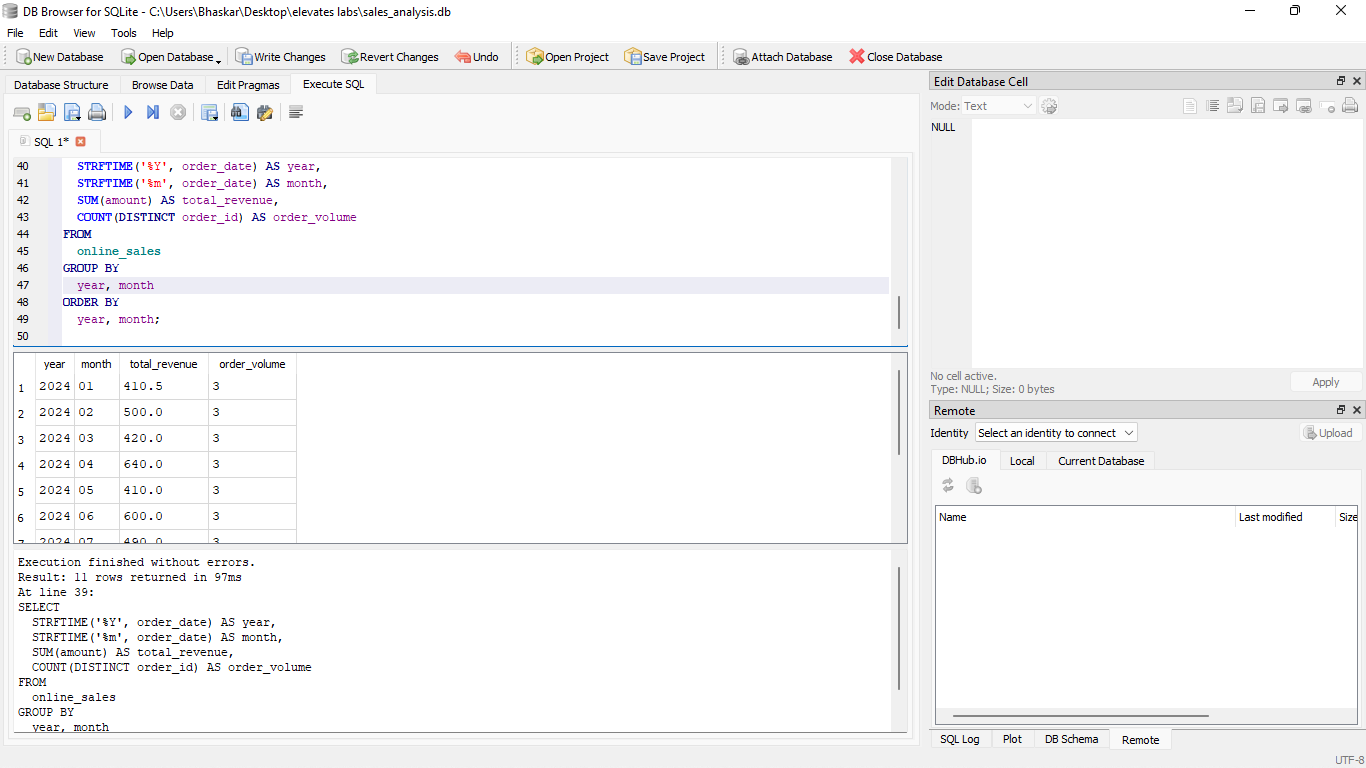 DB Browser for SQLite - C:\Users\Bhaskar\Desktop\elevates labs\sales_analysis.db
File Edit View Tools Help
New Database Open Database Write Changes Revert Changes Undo Open Project Save Project Attach Database Close Database
Database Structure Browse Data Edit Pragmas Execute SQL
SQL 1*
40 STRFTIME('%Y', order_date) AS year,
41 STRFTIME('%m', order_date) AS month,
42 SUM(amount) AS total_revenue,
43 COUNT(DISTINCT order_id) AS order_volume
44 FROM
45 online_sales
46 GROUP BY
47 year, month
48 ORDER BY
49 year, month;
50
year month total_revenue order_volume
1 2024 01 410.5 3
2 2024 02 500.0 3
3 2024 03 420.0 3
4 2024 04 640.0 3
5 2024 05 410.0 3
6 2024 06 600.0 3
7 2024 07 490.0 3
Execution finished without errors.
Result: 11 rows returned in 97ms
At line 39:
SELECT
STRFTIME('%Y', order_date) AS year,
STRFTIME('%m', order_date) AS month,
SUM(amount) AS total_revenue,
COUNT(DISTINCT order_id) AS order_volume
FROM
online_sales
GROUP BY
year, month
Edit Database Cell
Mode: Text
NULL
No cell active.
Type: NULL; Size: 0 bytes
Apply
Remote
Identity Select an identity to connect Upload
DBHub.io Local Current Database
Name Last modified Size
SQL Log Plot DB Schema Remote
UTF-8